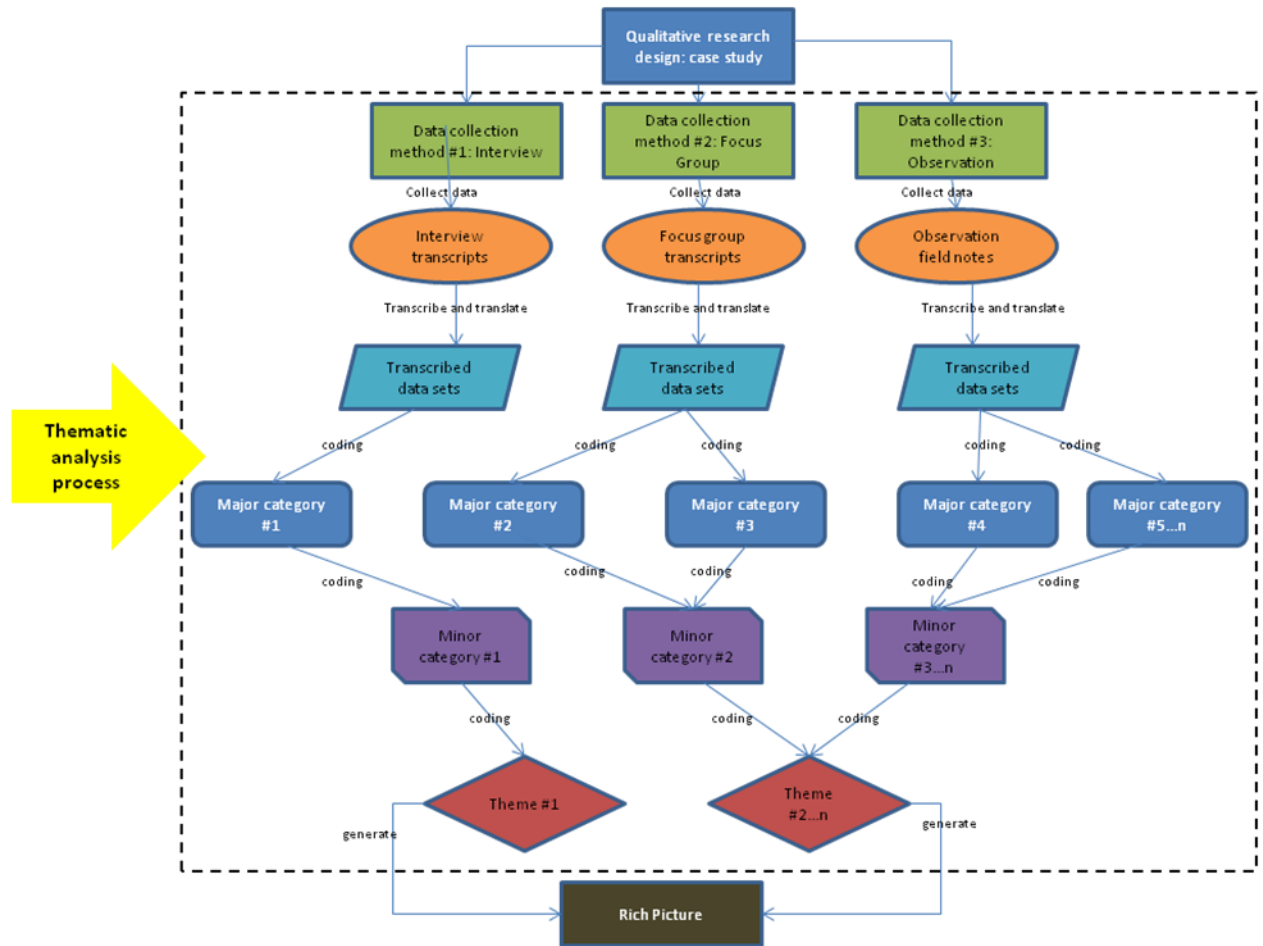 Qualitative research
design: case study
Data collection
method #1: Interview
Data collection
method #2: Focus
Group
Data collection
method #3:
Observation
Collect data
Collect data
Collect data
Interview
transcripts
Focus group
transcripts
Observation
field notes
Transcribe and translate
Transcribe and translate
Transcribe and translate
Transcribed
data sets
Transcribed
data sets
Transcribed
data sets
Thematic
analysis
process
coding
coding
coding
coding
coding
Major category
#1
Major category
#2
Major category
#3
Major category
#4
Major category
#5...n
coding
coding
coding
coding
coding
Minor
category #1
Minor
category #2
Minor
category
#3...n
coding
coding
coding
Theme #1
Theme
#2...n
generate
generate
Rich Picture